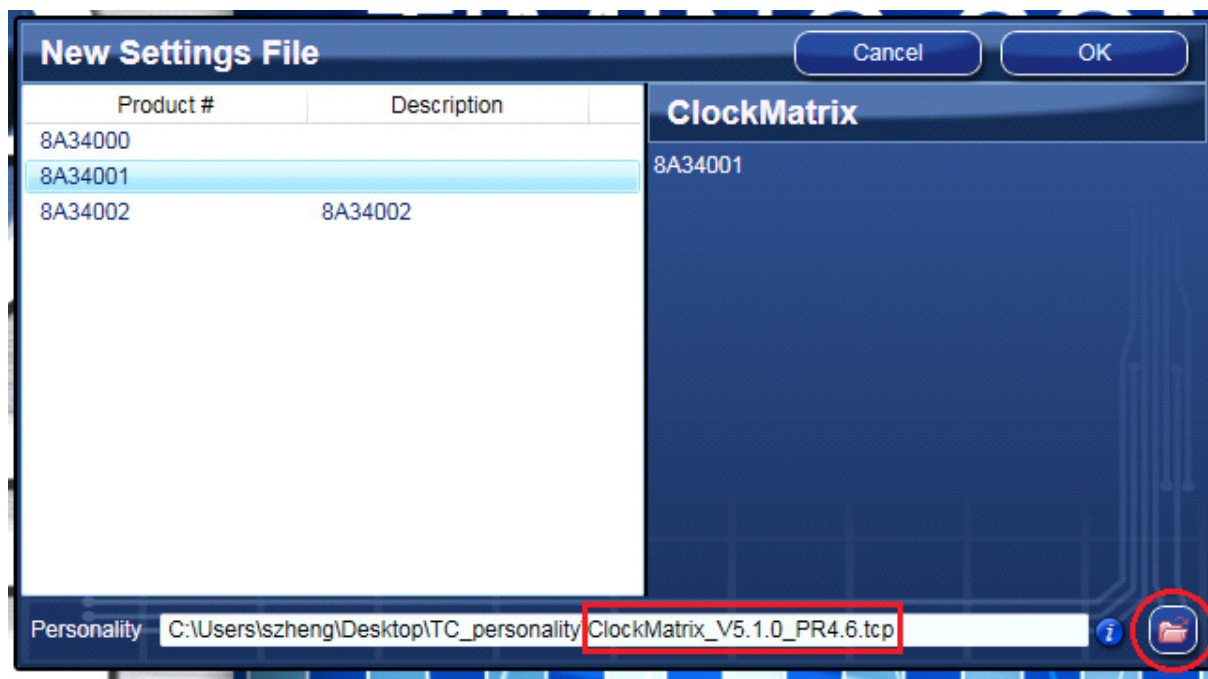 New Settings File
Cancel
OK
Product #
Description
ClockMatrix
8A34000
8A34001
8A34001
8A34002
8A34002
Personality
C:\Users\szheng\Desktop\TC_personality\ClockMatrix_V5.1.0_PR4.6.tcp
i